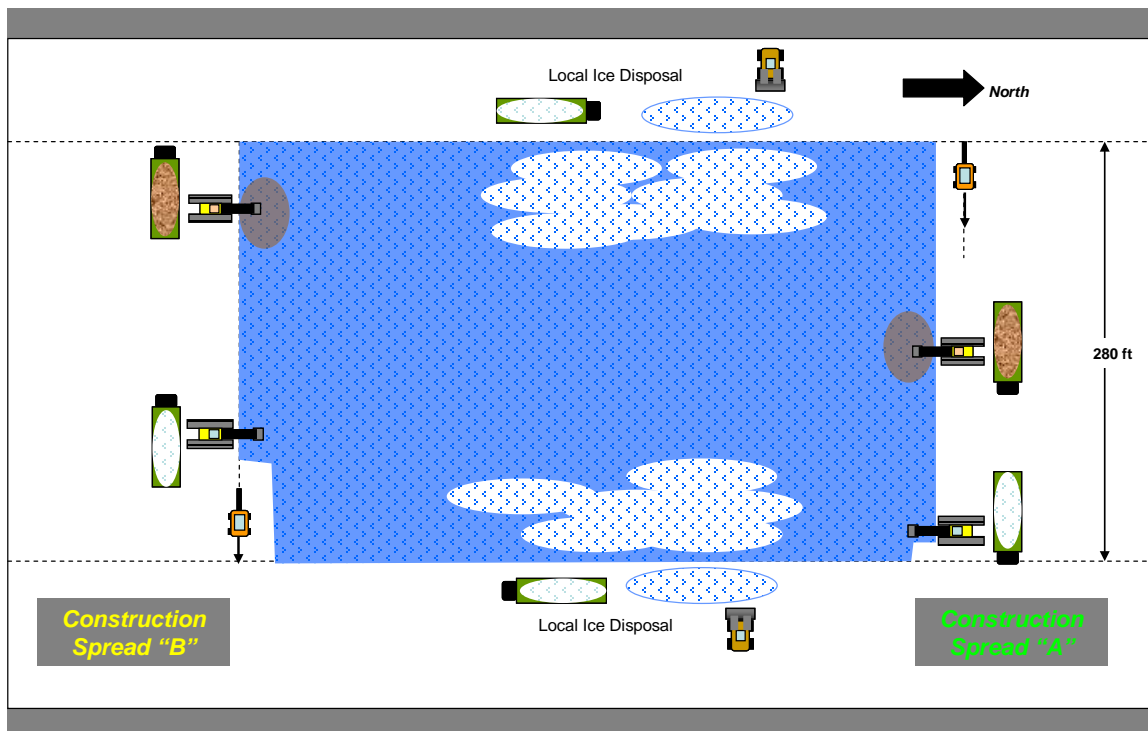 Local Ice Disposal
North
280 ft
Local Ice Disposal
Construction
Spread “B”
Construction
Spread “A”